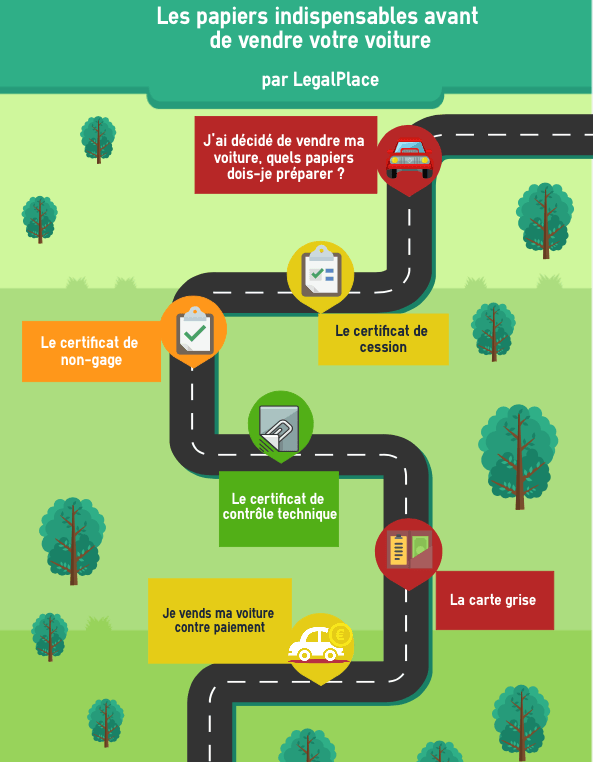 Les papiers indispensables avant
de vendre votre voiture
par LegalPlace
J'ai décidé de vendre ma
voiture, quels papiers
dois-je préparer ?
Le certificat de
cession
Le certificat de
non-gage
Le certificat de
contrôle technique
La carte grise
Je vends ma voiture
contre paiement
€